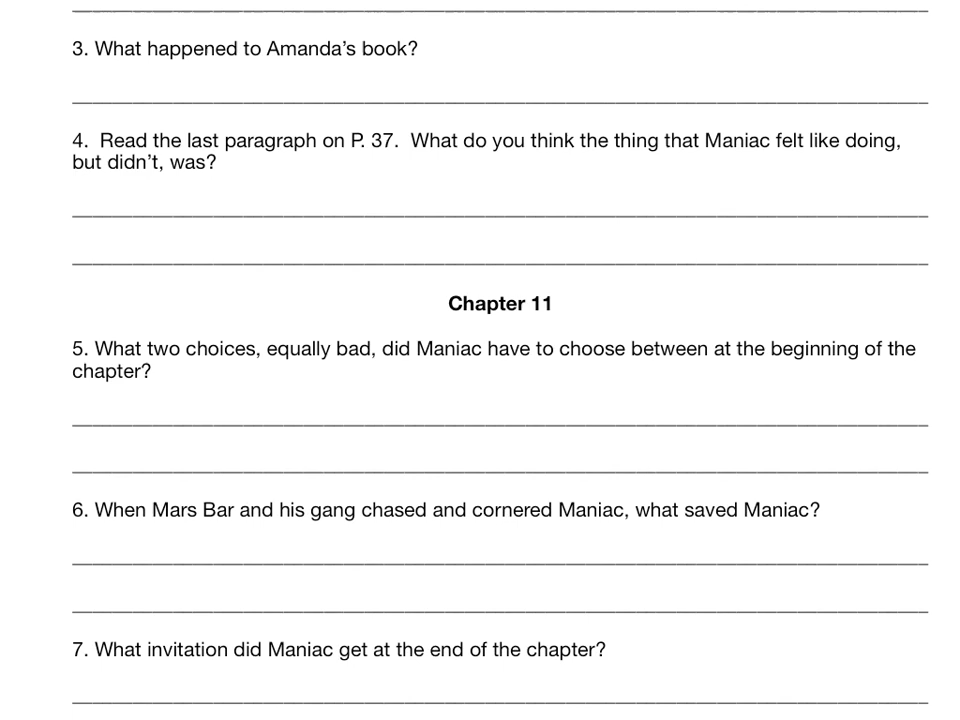 3. What happened to Amanda’s book?
4.  Read the last paragraph on P. 37.  What do you think the thing that Maniac felt like doing,
but didn’t, was?
Chapter 11
5. What two choices, equally bad, did Maniac have to choose between at the beginning of the
chapter?
6. When Mars Bar and his gang chased and cornered Maniac, what saved Maniac?
7. What invitation did Maniac get at the end of the chapter?